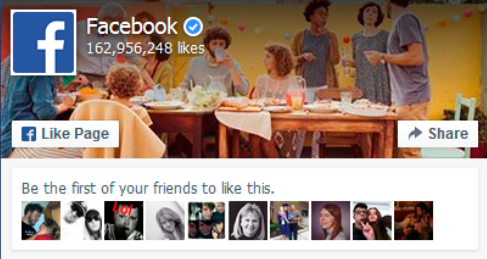 Facebook
162,956,248 likes
Like Page
Share
Be the first of your friends to like this.
lol